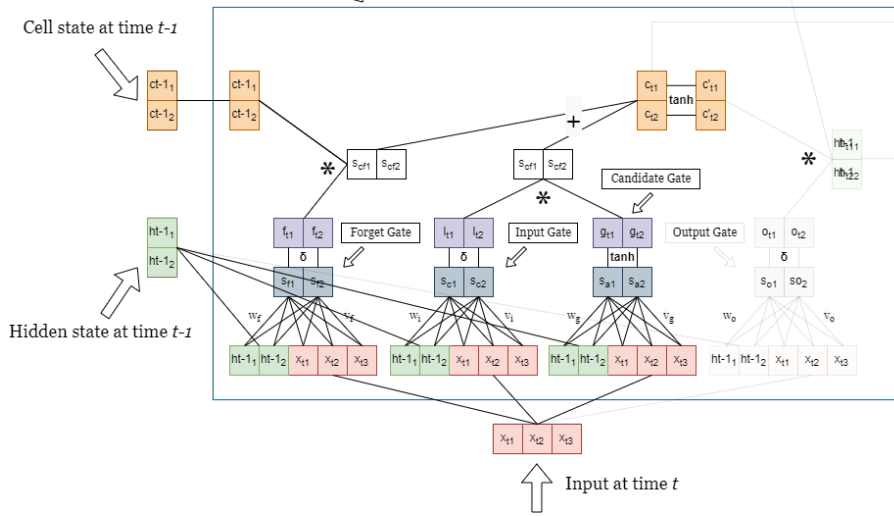 Cell state at time t-1
ct-1₁ ct-1₁ c_t1 c'_t1
tanh
ct-1₂ ct-1₂ c_t2 c'_t2
+
* s_cf1 s_cf2 s_cf1 s_cf2 *
Candidate Gate
*
ht-1₁ f_t1 f_t2 Forget Gate I_t1 I_t2 Input Gate g_t1 g_t2 Output Gate o_t1 o_t2
ht-1₂ δ δ tanh δ
s_f1 s_f2 s_c1 s_c2 s_a1 s_a2 s_o1 so₂
w_f v_f w_i v_i w_g v_g w_o v_o
Hidden state at time t-1
ht-1₁ ht-1₂ x_t1 x_t2 x_t3 ht-1₁ ht-1₂ x_t1 x_t2 x_t3 ht-1₁ ht-1₂ x_t1 x_t2 x_t3 ht-1₁ ht-1₂ x_t1 x_t2 x_t3
x_t1 x_t2 x_t3
Input at time t